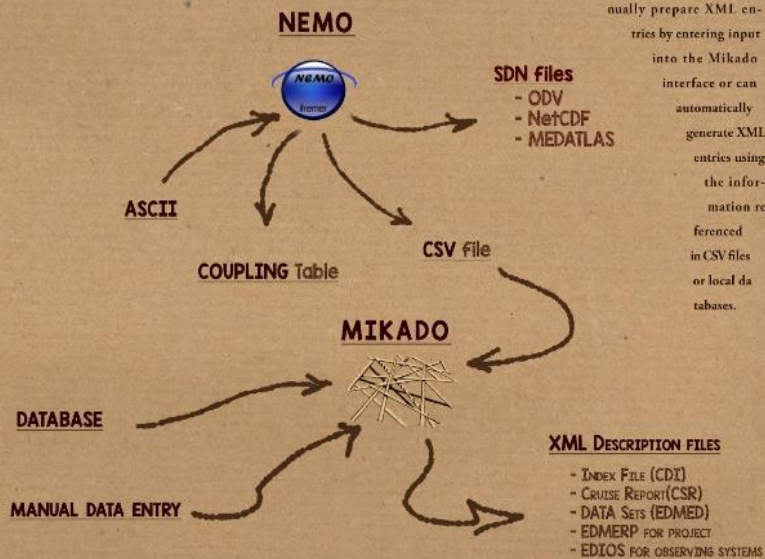 nually prepare XML en-
tries by entering input
into the Mikado
interface or can
automatically
generate XML
entries using
the infor-
mation re
ferenced
in CSV files
or local da
tabases.
NEMO
NEMO
ifremer
SDN files
- ODV
- NetCDF
- MEDATLAS
ASCII
COUPLING Table
CSV file
MIKADO
DATABASE
MANUAL DATA ENTRY
XML DESCRIPTION FILES
- INDEX FILE (CDI)
- CRUISE REPORT(CSR)
- DATA SETS (EDMED)
- EDMERP FOR PROJECT
- EDIOS FOR OBSERVING SYSTEMS